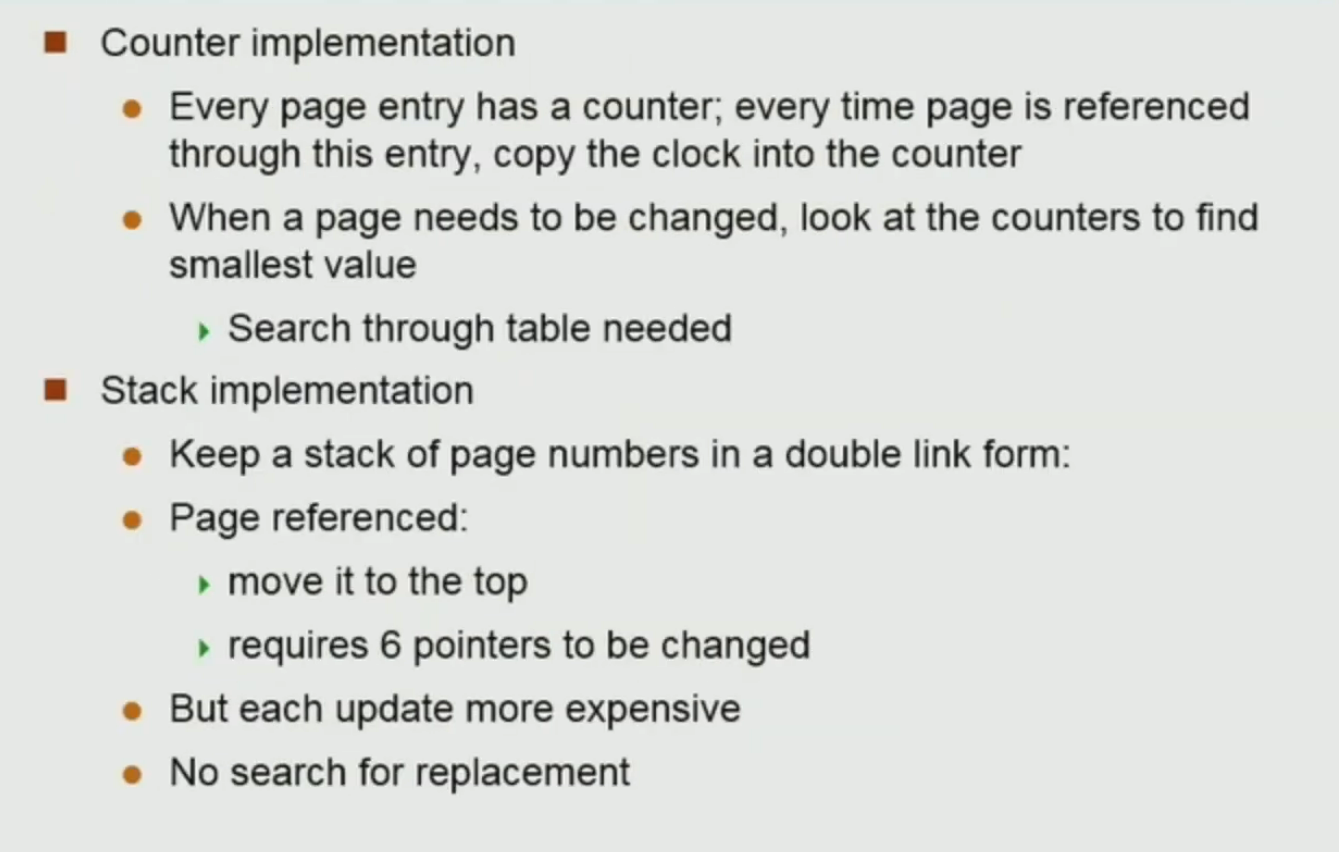 Counter implementation
Every page entry has a counter; every time page is referenced
through this entry, copy the clock into the counter
When a page needs to be changed, look at the counters to find
smallest value
Search through table needed
Stack implementation
Keep a stack of page numbers in a double link form:
Page referenced:
move it to the top
requires 6 pointers to be changed
But each update more expensive
No search for replacement